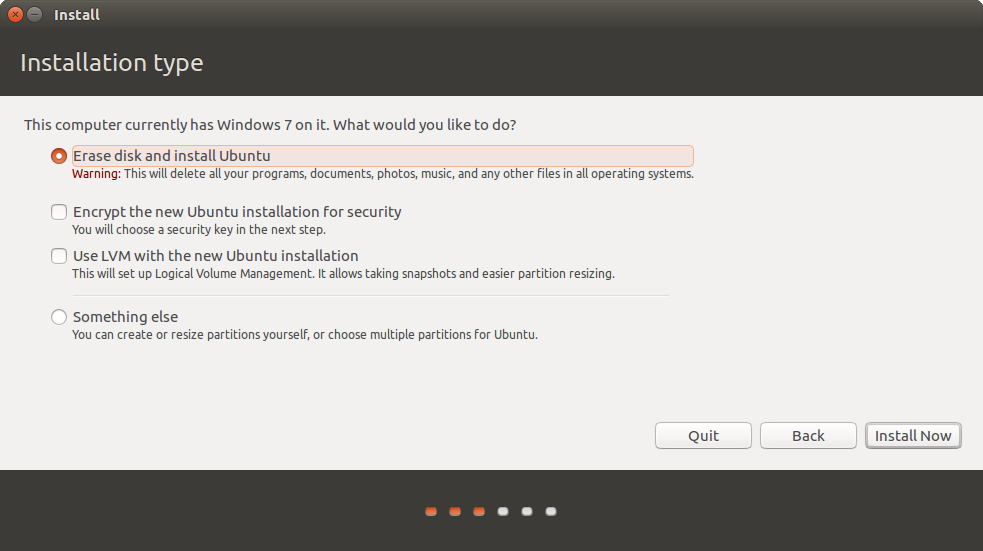 Install
Installation type
This computer currently has Windows 7 on it. What would you like to do?
Erase disk and install Ubuntu
Warning: This will delete all your programs, documents, photos, music, and any other files in all operating systems.
Encrypt the new Ubuntu installation for security
You will choose a security key in the next step.
Use LVM with the new Ubuntu installation
This will set up Logical Volume Management. It allows taking snapshots and easier partition resizing.
Something else
You can create or resize partitions yourself, or choose multiple partitions for Ubuntu.
Quit
Back
Install Now